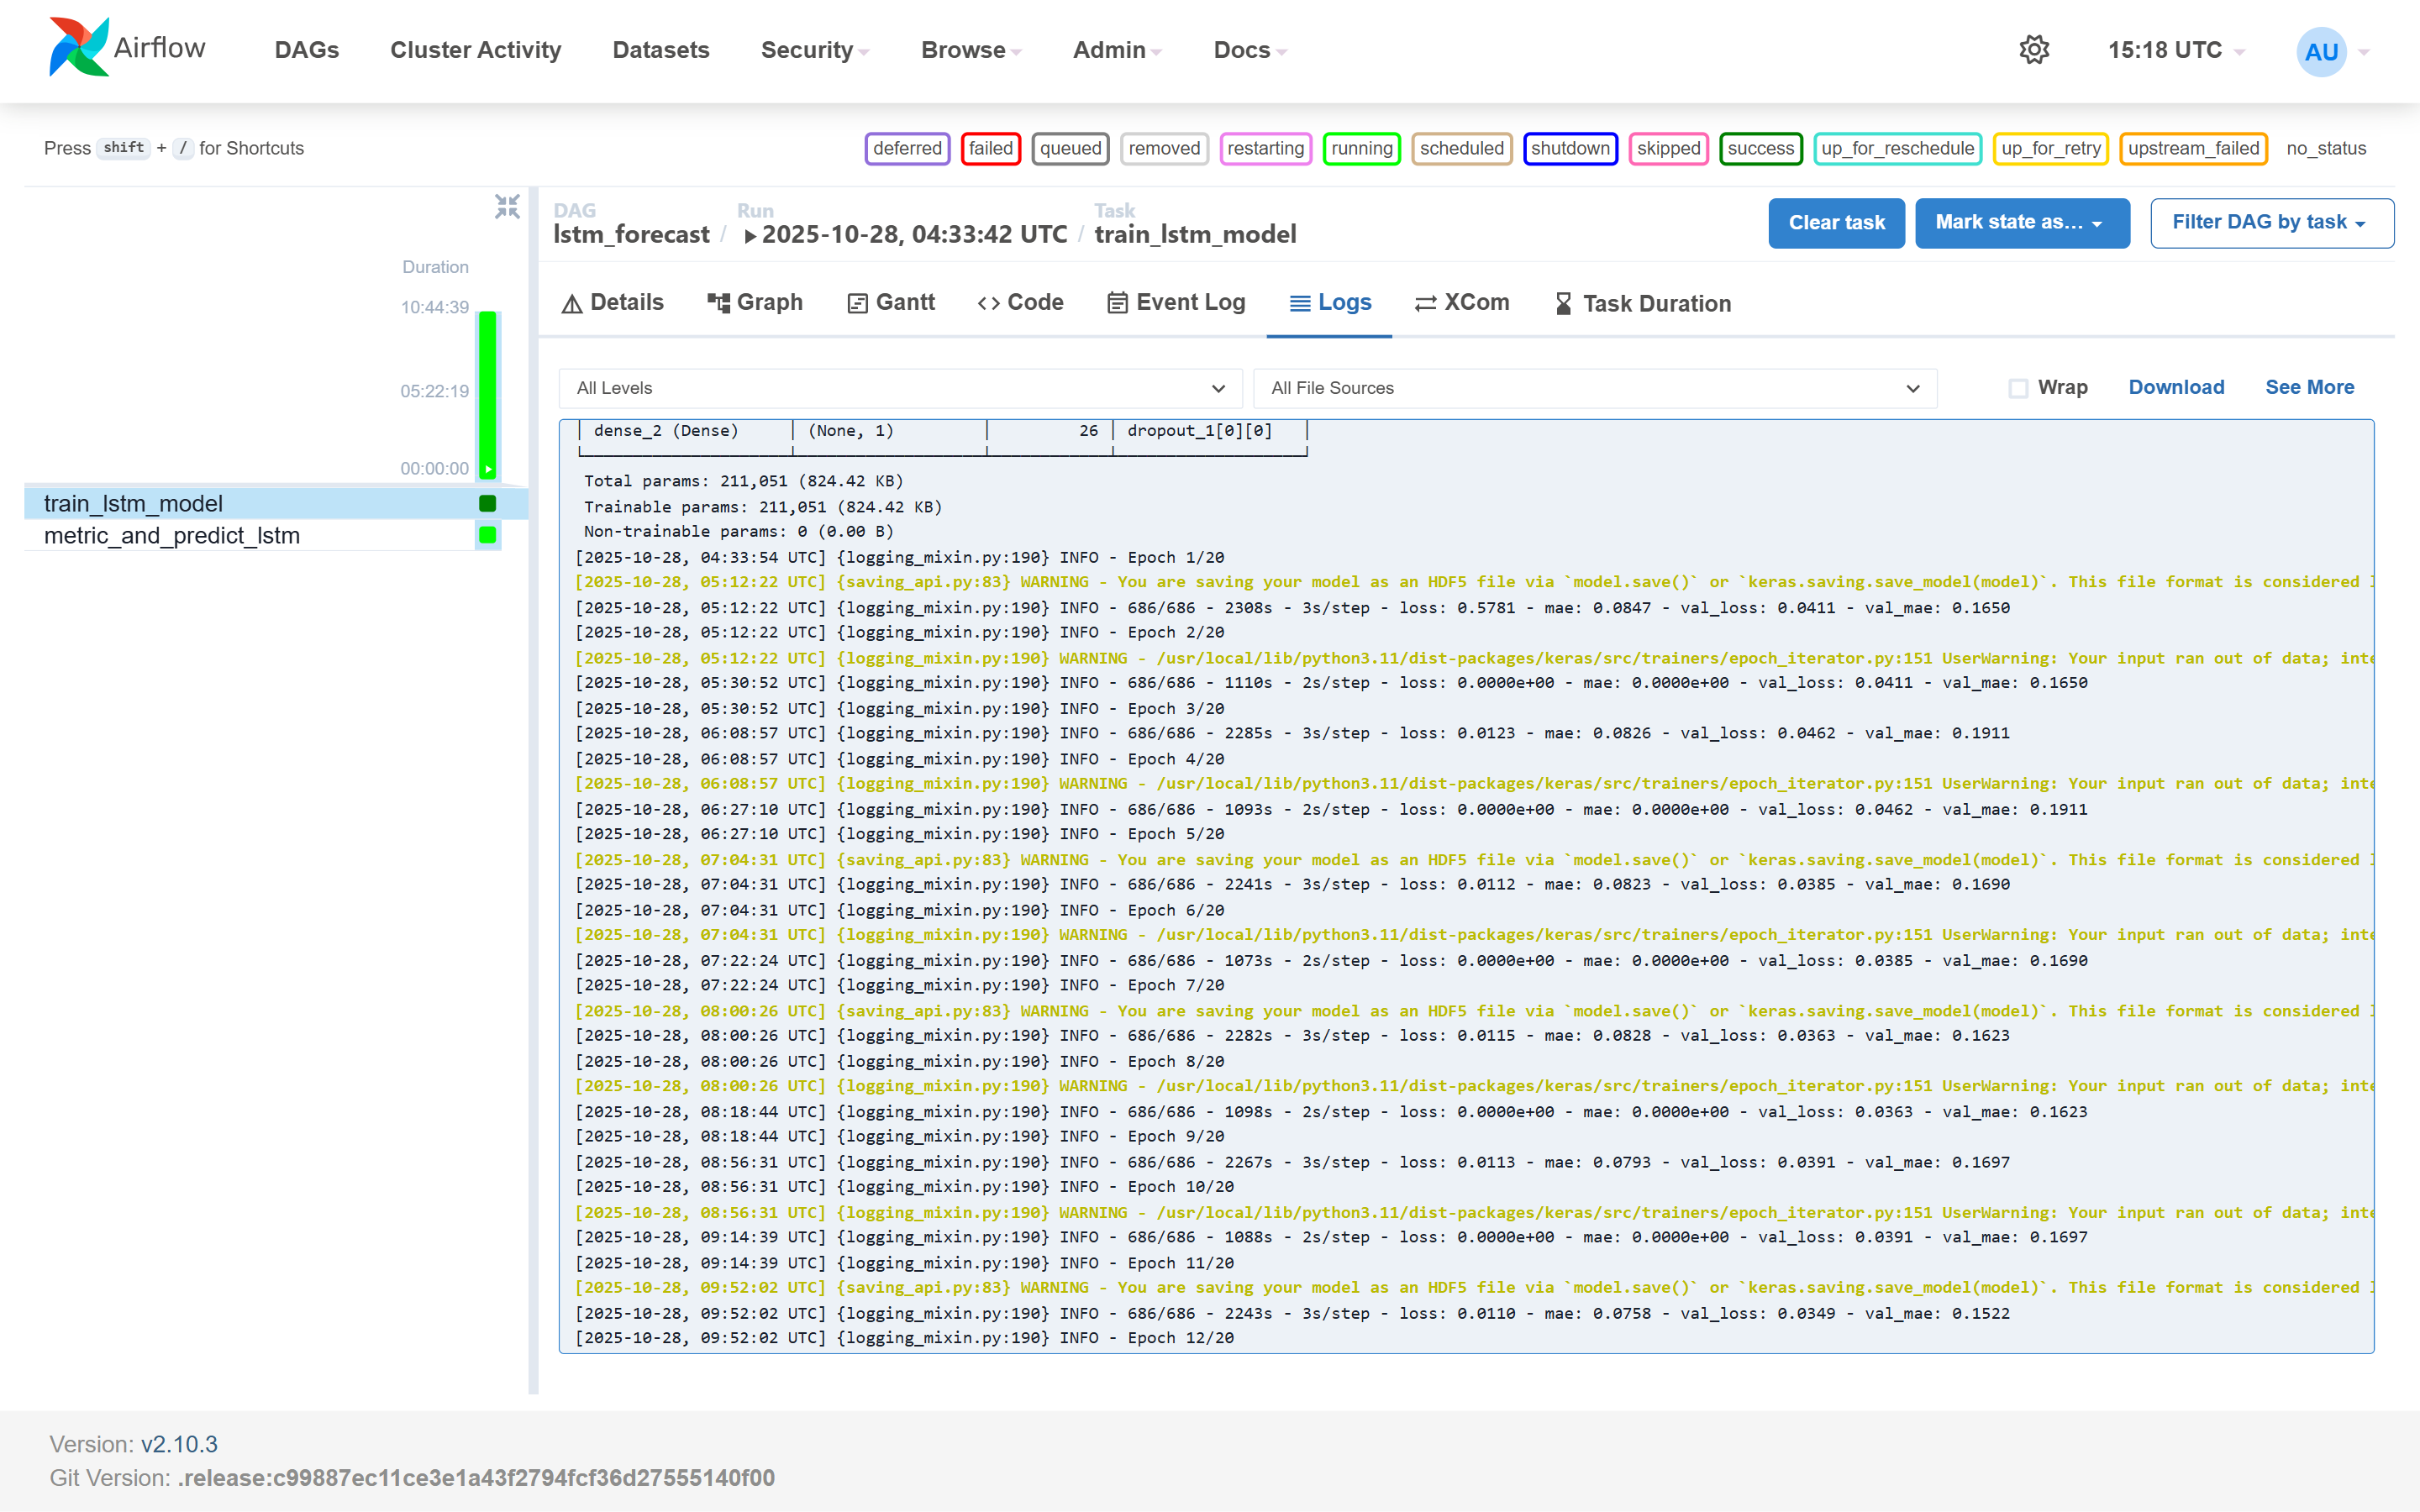 Airflow DAGs Cluster Activity Datasets Security Browse Admin Docs 15:18 UTC AU
Press shift + / for Shortcuts deferred failed queued removed restarting running scheduled shutdown skipped success up_for_reschedule up_for_retry upstream_failed no_status
Duration
10:44:39
05:22:19
00:00:00
train_lstm_model
metric_and_predict_lstm
DAG Run Task
lstm_forecast / 2025-10-28, 04:33:42 UTC / train_lstm_model
Clear task Mark state as... Filter DAG by task
Details Graph Gantt <> Code Event Log Logs XCom Task Duration
All Levels All File Sources Wrap Download See More
│ dense_2 (Dense) │ (None, 1) │ 26 │ dropout_1[0][0] │
Total params: 211,051 (824.42 KB)
Trainable params: 211,051 (824.42 KB)
Non-trainable params: 0 (0.00 B)
[2025-10-28, 04:33:54 UTC] {logging_mixin.py:190} INFO - Epoch 1/20
[2025-10-28, 05:12:22 UTC] {saving_api.py:83} WARNING - You are saving your model as an HDF5 file via `model.save()` or `keras.saving.save_model(model)`. This file format is considered
[2025-10-28, 05:12:22 UTC] {logging_mixin.py:190} INFO - 686/686 - 2308s - 3s/step - loss: 0.5781 - mae: 0.0847 - val_loss: 0.0411 - val_mae: 0.1650
[2025-10-28, 05:12:22 UTC] {logging_mixin.py:190} INFO - Epoch 2/20
[2025-10-28, 05:12:22 UTC] {logging_mixin.py:190} WARNING - /usr/local/lib/python3.11/dist-packages/keras/src/trainers/epoch_iterator.py:151 UserWarning: Your input ran out of data; inte
[2025-10-28, 05:30:52 UTC] {logging_mixin.py:190} INFO - 686/686 - 1110s - 2s/step - loss: 0.0000e+00 - mae: 0.0000e+00 - val_loss: 0.0411 - val_mae: 0.1650
[2025-10-28, 05:30:52 UTC] {logging_mixin.py:190} INFO - Epoch 3/20
[2025-10-28, 06:08:57 UTC] {logging_mixin.py:190} INFO - 686/686 - 2285s - 3s/step - loss: 0.0123 - mae: 0.0826 - val_loss: 0.0462 - val_mae: 0.1911
[2025-10-28, 06:08:57 UTC] {logging_mixin.py:190} INFO - Epoch 4/20
[2025-10-28, 06:08:57 UTC] {logging_mixin.py:190} WARNING - /usr/local/lib/python3.11/dist-packages/keras/src/trainers/epoch_iterator.py:151 UserWarning: Your input ran out of data; inte
[2025-10-28, 06:27:10 UTC] {logging_mixin.py:190} INFO - 686/686 - 1093s - 2s/step - loss: 0.0000e+00 - mae: 0.0000e+00 - val_loss: 0.0462 - val_mae: 0.1911
[2025-10-28, 06:27:10 UTC] {logging_mixin.py:190} INFO - Epoch 5/20
[2025-10-28, 07:04:31 UTC] {saving_api.py:83} WARNING - You are saving your model as an HDF5 file via `model.save()` or `keras.saving.save_model(model)`. This file format is considered
[2025-10-28, 07:04:31 UTC] {logging_mixin.py:190} INFO - 686/686 - 2241s - 3s/step - loss: 0.0112 - mae: 0.0823 - val_loss: 0.0385 - val_mae: 0.1690
[2025-10-28, 07:04:31 UTC] {logging_mixin.py:190} INFO - Epoch 6/20
[2025-10-28, 07:04:31 UTC] {logging_mixin.py:190} WARNING - /usr/local/lib/python3.11/dist-packages/keras/src/trainers/epoch_iterator.py:151 UserWarning: Your input ran out of data; inte
[2025-10-28, 07:22:24 UTC] {logging_mixin.py:190} INFO - 686/686 - 1073s - 2s/step - loss: 0.0000e+00 - mae: 0.0000e+00 - val_loss: 0.0385 - val_mae: 0.1690
[2025-10-28, 07:22:24 UTC] {logging_mixin.py:190} INFO - Epoch 7/20
[2025-10-28, 08:00:26 UTC] {saving_api.py:83} WARNING - You are saving your model as an HDF5 file via `model.save()` or `keras.saving.save_model(model)`. This file format is considered
[2025-10-28, 08:00:26 UTC] {logging_mixin.py:190} INFO - 686/686 - 2282s - 3s/step - loss: 0.0115 - mae: 0.0828 - val_loss: 0.0363 - val_mae: 0.1623
[2025-10-28, 08:00:26 UTC] {logging_mixin.py:190} INFO - Epoch 8/20
[2025-10-28, 08:00:26 UTC] {logging_mixin.py:190} WARNING - /usr/local/lib/python3.11/dist-packages/keras/src/trainers/epoch_iterator.py:151 UserWarning: Your input ran out of data; inte
[2025-10-28, 08:18:44 UTC] {logging_mixin.py:190} INFO - 686/686 - 1098s - 2s/step - loss: 0.0000e+00 - mae: 0.0000e+00 - val_loss: 0.0363 - val_mae: 0.1623
[2025-10-28, 08:18:44 UTC] {logging_mixin.py:190} INFO - Epoch 9/20
[2025-10-28, 08:56:31 UTC] {logging_mixin.py:190} INFO - 686/686 - 2267s - 3s/step - loss: 0.0113 - mae: 0.0793 - val_loss: 0.0391 - val_mae: 0.1697
[2025-10-28, 08:56:31 UTC] {logging_mixin.py:190} INFO - Epoch 10/20
[2025-10-28, 08:56:31 UTC] {logging_mixin.py:190} WARNING - /usr/local/lib/python3.11/dist-packages/keras/src/trainers/epoch_iterator.py:151 UserWarning: Your input ran out of data; inte
[2025-10-28, 09:14:39 UTC] {logging_mixin.py:190} INFO - 686/686 - 1088s - 2s/step - loss: 0.0000e+00 - mae: 0.0000e+00 - val_loss: 0.0391 - val_mae: 0.1697
[2025-10-28, 09:14:39 UTC] {logging_mixin.py:190} INFO - Epoch 11/20
[2025-10-28, 09:52:02 UTC] {saving_api.py:83} WARNING - You are saving your model as an HDF5 file via `model.save()` or `keras.saving.save_model(model)`. This file format is considered
[2025-10-28, 09:52:02 UTC] {logging_mixin.py:190} INFO - 686/686 - 2243s - 3s/step - loss: 0.0110 - mae: 0.0758 - val_loss: 0.0349 - val_mae: 0.1522
[2025-10-28, 09:52:02 UTC] {logging_mixin.py:190} INFO - Epoch 12/20
Version: v2.10.3
Git Version: .release:c99887ec11ce3e1a43f2794fcf36d27555140f00